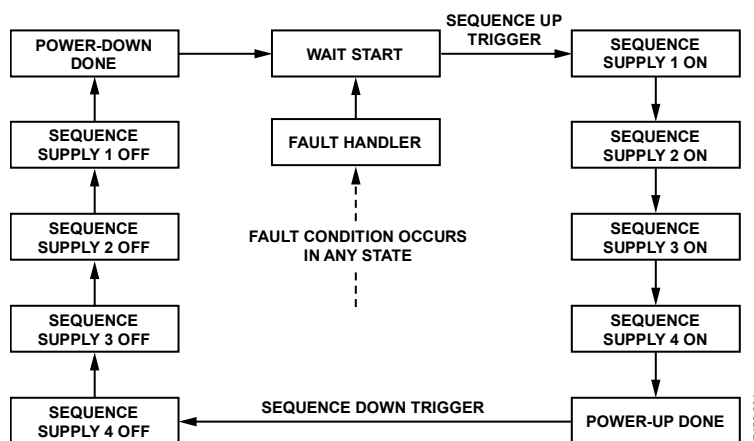 POWER-DOWN
DONE
WAIT START
SEQUENCE UP
TRIGGER
SEQUENCE
SUPPLY 1 ON
SEQUENCE
SUPPLY 1 OFF
FAULT HANDLER
SEQUENCE
SUPPLY 2 ON
SEQUENCE
SUPPLY 2 OFF
FAULT CONDITION OCCURS
IN ANY STATE
SEQUENCE
SUPPLY 3 ON
SEQUENCE
SUPPLY 3 OFF
SEQUENCE
SUPPLY 4 ON
SEQUENCE
SUPPLY 4 OFF
SEQUENCE DOWN TRIGGER
POWER-UP DONE